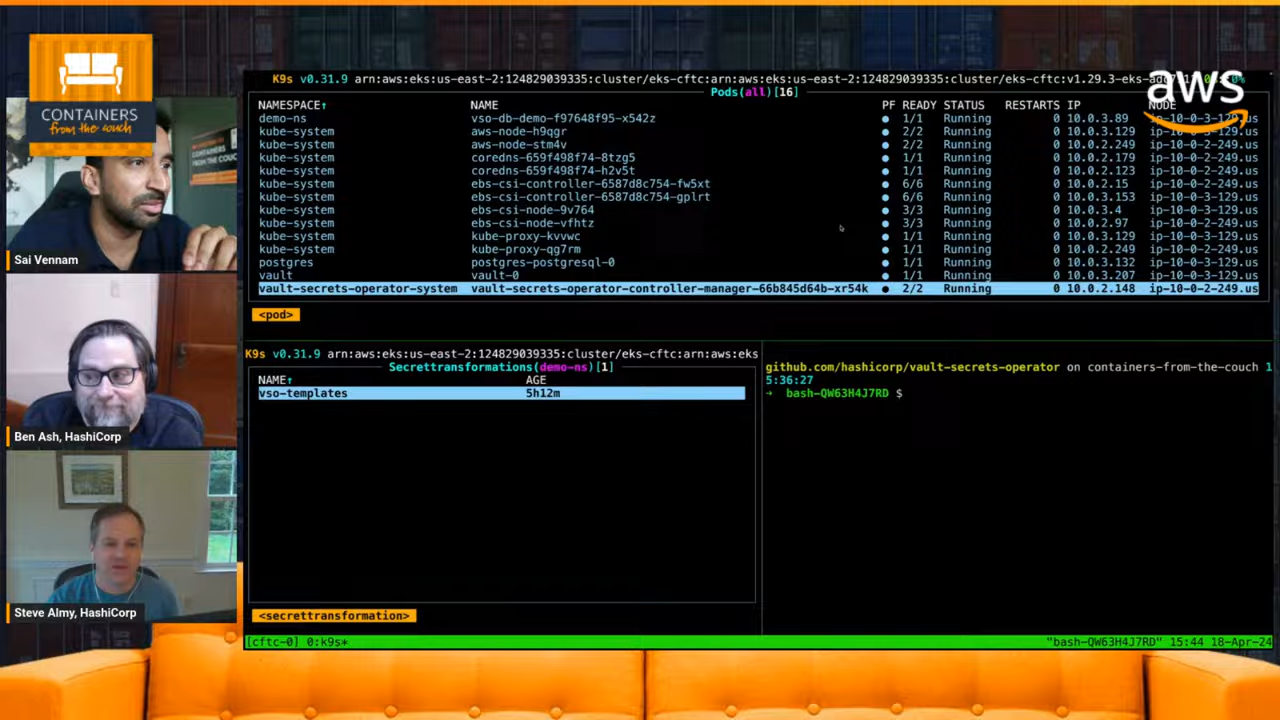 CONTAINERS
from the couch
Sai Vennam
Ben Ash, HashiCorp
Steve Almy, HashiCorp
aws
K9s v0.31.9 arn:aws:eks:us-east-2:124829039335:cluster/eks-cftc:arn:aws:eks:us-east-2:124829039335:cluster/eks-cftc:v1.29.3-eks-
Pods(all)[16]
NAMESPACE↑ NAME PF READY STATUS RESTARTS IP NODE
demo-ns vso-db-demo-f97648f95-x542z ● 1/1 Running 0 10.0.3.89 ip-10-0-3-129.us
kube-system aws-node-h9qgr ● 2/2 Running 0 10.0.3.129 ip-10-0-3-129.us
kube-system aws-node-stm4v ● 2/2 Running 0 10.0.2.249 ip-10-0-2-249.us
kube-system coredns-659f498f74-8tzg5 ● 1/1 Running 0 10.0.2.179 ip-10-0-2-249.us
kube-system coredns-659f498f74-h2v5t ● 1/1 Running 0 10.0.2.123 ip-10-0-2-249.us
kube-system ebs-csi-controller-6587d8c754-fw5xt ● 6/6 Running 0 10.0.2.15 ip-10-0-2-249.us
kube-system ebs-csi-controller-6587d8c754-gplrt ● 6/6 Running 0 10.0.3.153 ip-10-0-3-129.us
kube-system ebs-csi-node-9v764 ● 3/3 Running 0 10.0.3.4 ip-10-0-3-129.us
kube-system ebs-csi-node-vfhtz ● 3/3 Running 0 10.0.2.97 ip-10-0-2-249.us
kube-system kube-proxy-kvvwc ● 1/1 Running 0 10.0.3.129 ip-10-0-3-129.us
kube-system kube-proxy-qg7rm ● 1/1 Running 0 10.0.2.249 ip-10-0-2-249.us
postgres postgres-postgresql-0 ● 1/1 Running 0 10.0.3.132 ip-10-0-3-129.us
vault vault-0 ● 1/1 Running 0 10.0.3.207 ip-10-0-3-129.us
vault-secrets-operator-system vault-secrets-operator-controller-manager-66b845d64b-xr54k ● 2/2 Running 0 10.0.2.148 ip-10-0-2-249.us
<pod>
K9s v0.31.9 arn:aws:eks:us-east-2:124829039335:cluster/eks-cftc:arn:aws:eks
Secrettransformations(demo-ns)[1]
NAME↑ AGE
vso-templates 5h12m
<secrettransformation>
github.com/hashicorp/vault-secrets-operator on containers-from-the-couch 1
5:36:27
→ bash-QW63H4J7RD $
[cftc-0] 0:k9s* "bash-QW63H4J7RD" 15:44 18-Apr-24